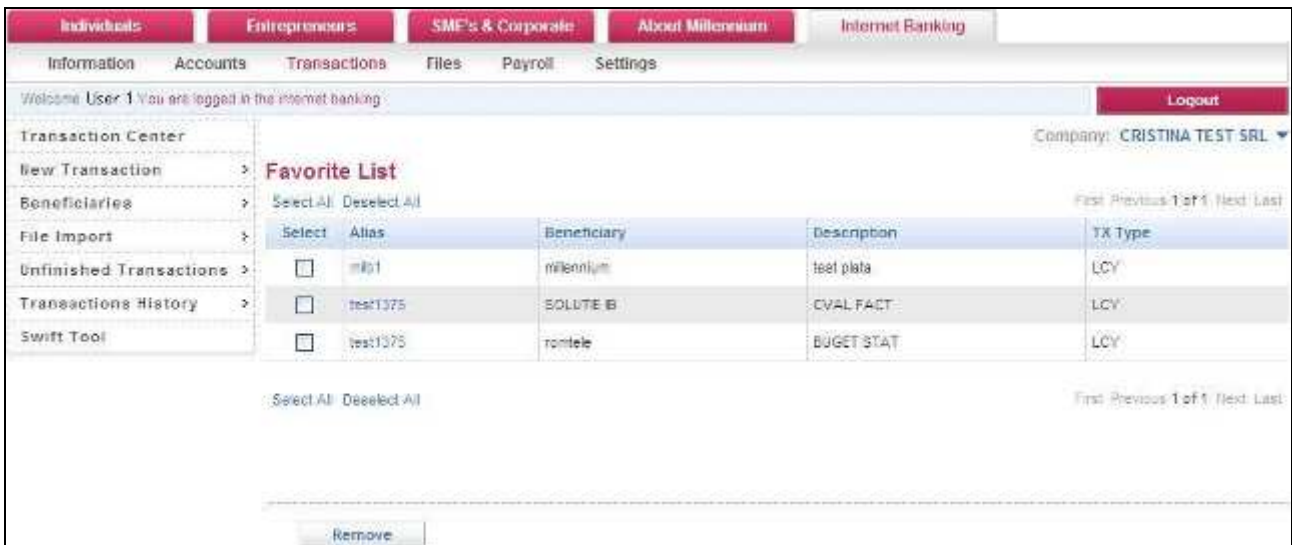 Individuals Entrepreneurs SME's & Corporate About Millennium Internet Banking
Information Accounts Transactions Files Payroll Settings
Welcome User 1 You are logged in the internet banking Logout
Transaction Center Company: CRISTINA TEST SRL
New Transaction > Favorite List
Beneficiaries > Select All Deselect All First Previous 1 of 1 Next Last
File Import > Select Alias Beneficiary Description TX Type
Unfinished Transactions > millennium test plata LCY
Transactions History > test1375 SOLUTE IB CVAL FACT LCY
Swift Tool test1375 romtele BUGET STAT LCY
Select All Deselect All First Previous 1 of 1 Next Last
Remove